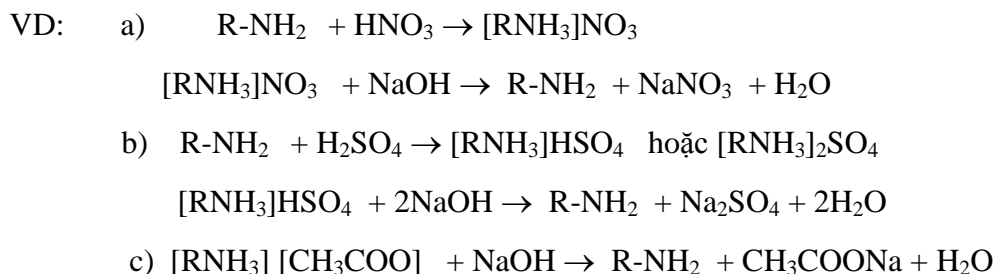 VD: a) R-NH₂ + HNO₃ → [RNH₃]NO₃
[RNH₃]NO₃ + NaOH → R-NH₂ + NaNO₃ + H₂O
b) R-NH₂ + H₂SO₄ → [RNH₃]HSO₄ hoặc [RNH₃]₂SO₄
[RNH₃]HSO₄ + 2NaOH → R-NH₂ + Na₂SO₄ + 2H₂O
c) [RNH₃] [CH₃COO] + NaOH → R-NH₂ + CH₃COONa + H₂O